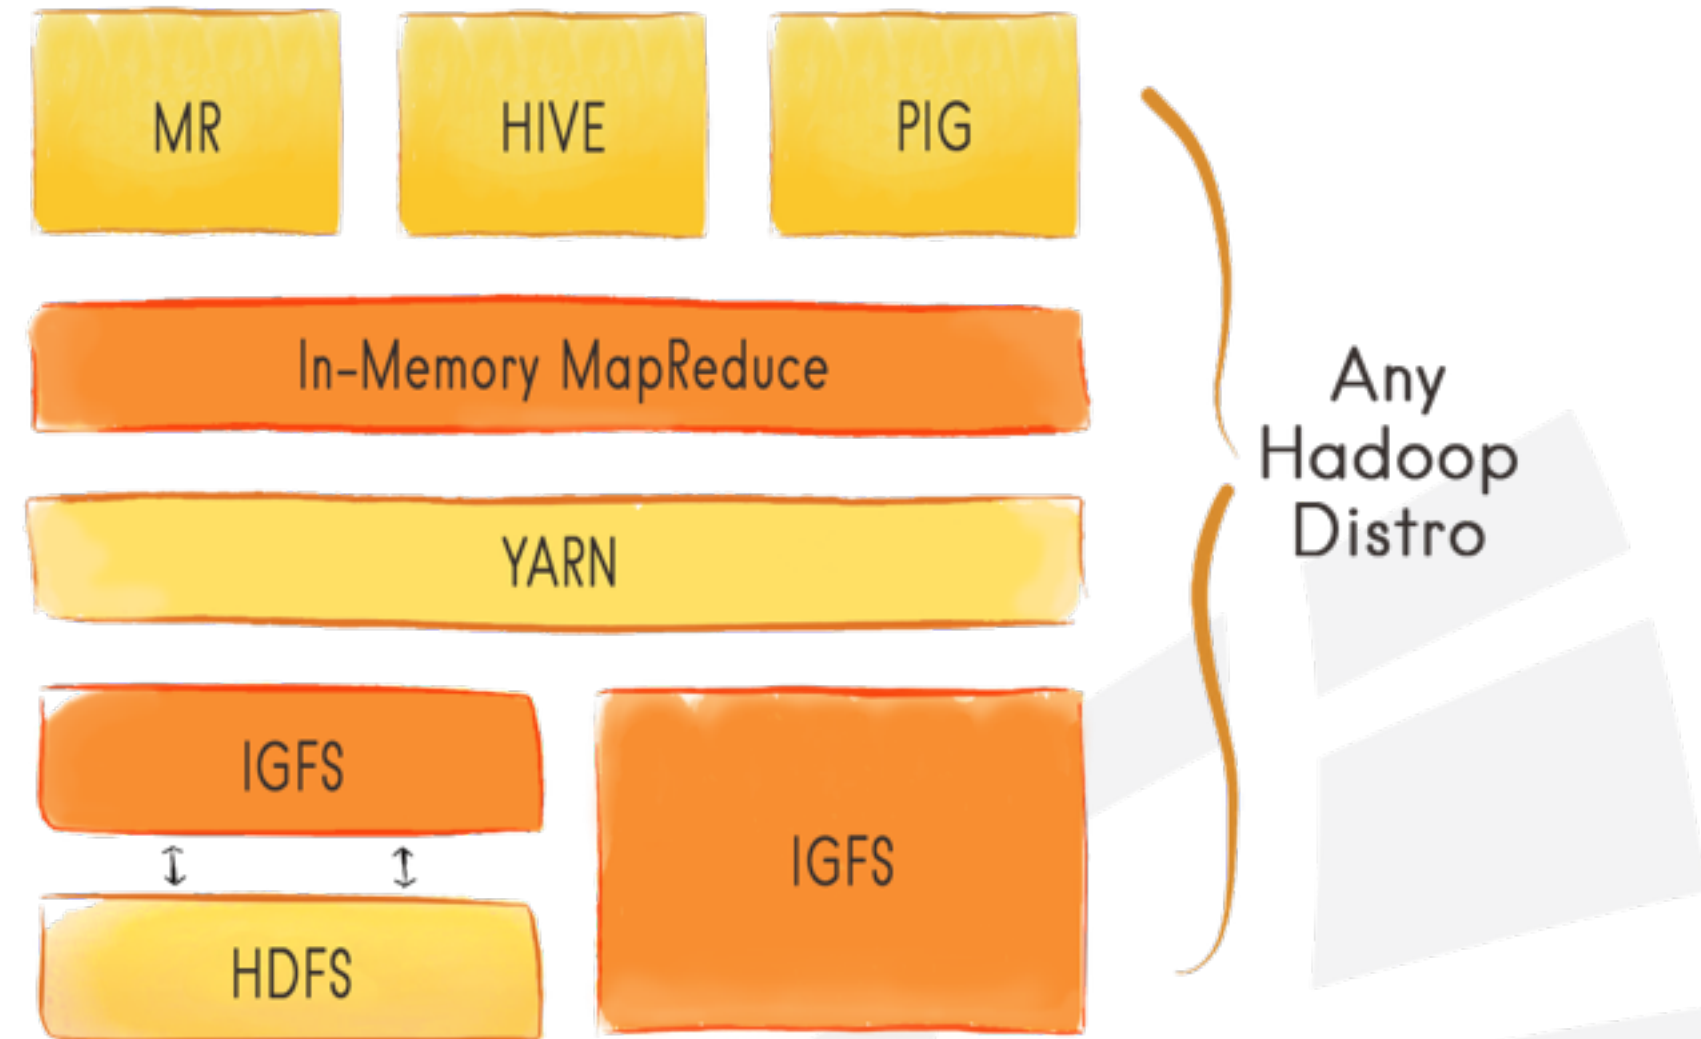 MR
HIVE
PIG
In-Memory MapReduce
YARN
IGFS
HDFS
IGFS
Any
Hadoop
Distro